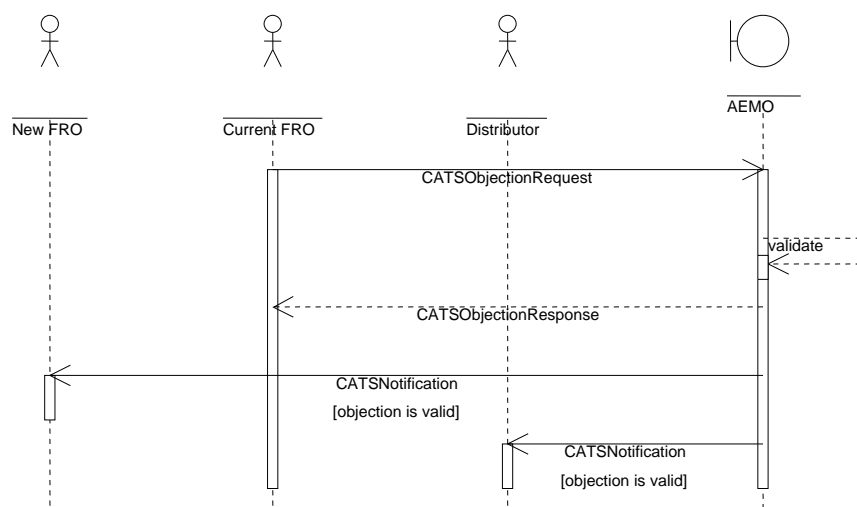 AEMO
New FRO
Current FRO
Distributor
CATSObjectionRequest
validate
CATSObjectionResponse
CATSNotification
[objection is valid]
CATSNotification
[objection is valid]